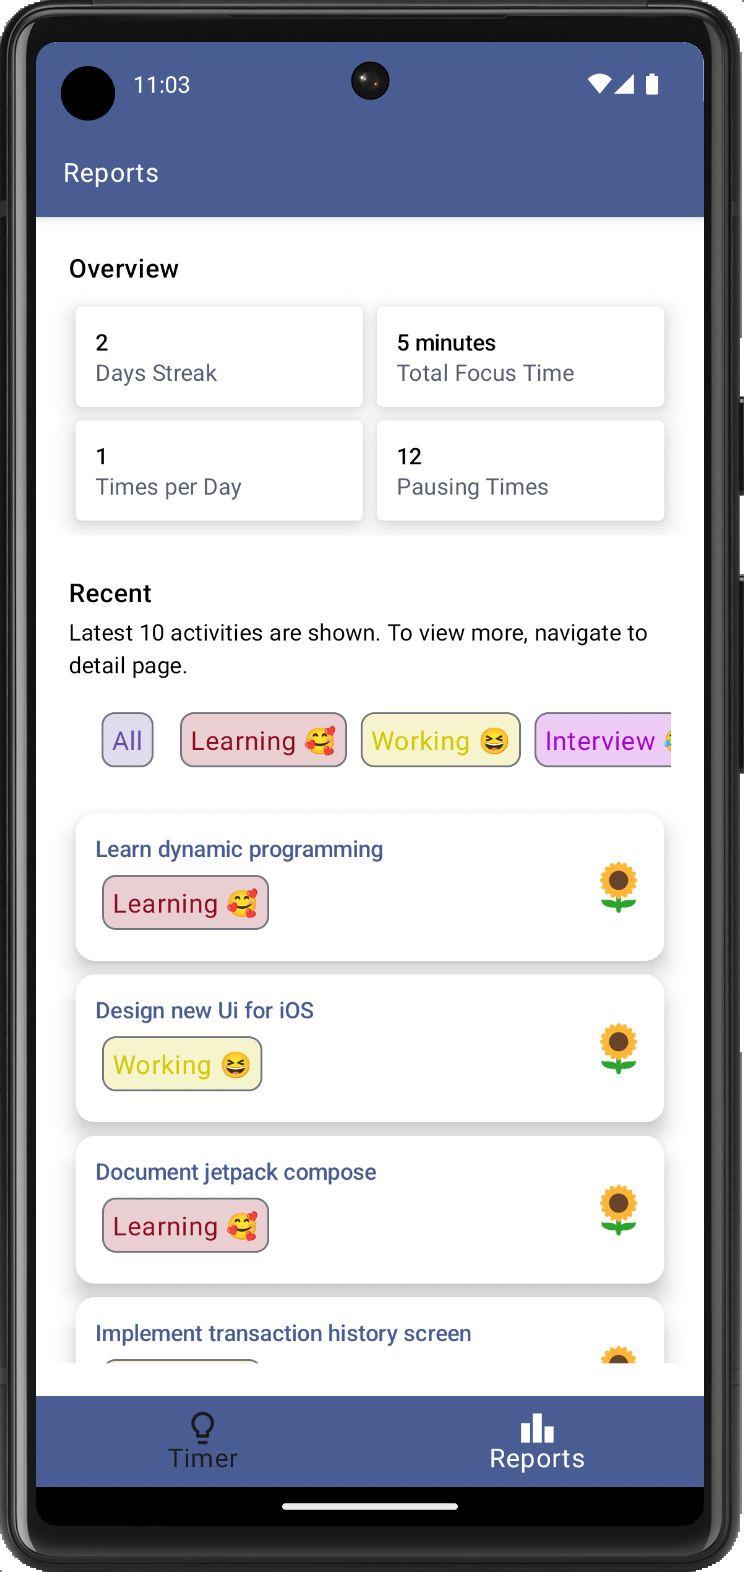 11:03
Reports
Overview
2
Days Streak
5 minutes
Total Focus Time
1
Times per Day
12
Pausing Times
Recent
Latest 10 activities are shown. To view more, navigate to
detail page.
All
Learning 🥰
Working 😆
Interview
Learn dynamic programming
Learning 🥰
Design new Ui for iOS
Working 😆
Document jetpack compose
Learning 🥰
Implement transaction history screen
Timer
Reports